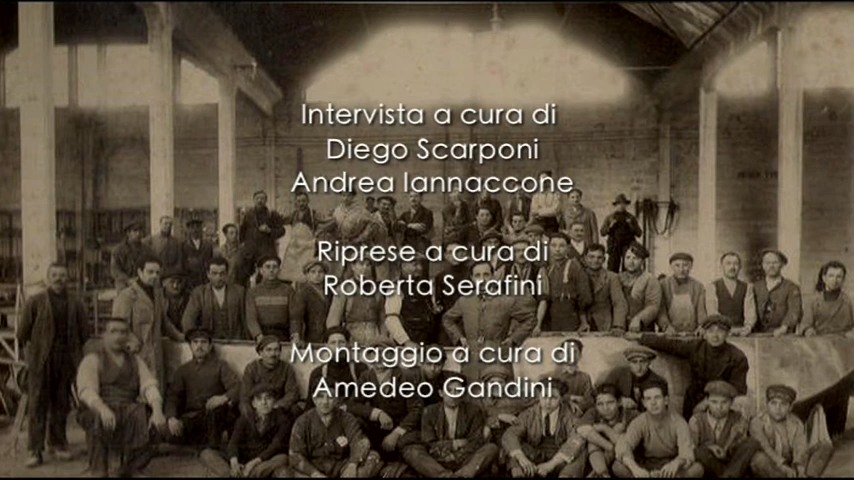 Intervista a cura di
Diego Scarponi
Andrea Iannaccone
Riprese a cura di
Roberta Serafini
Montaggio a cura di
Amedeo Gandini